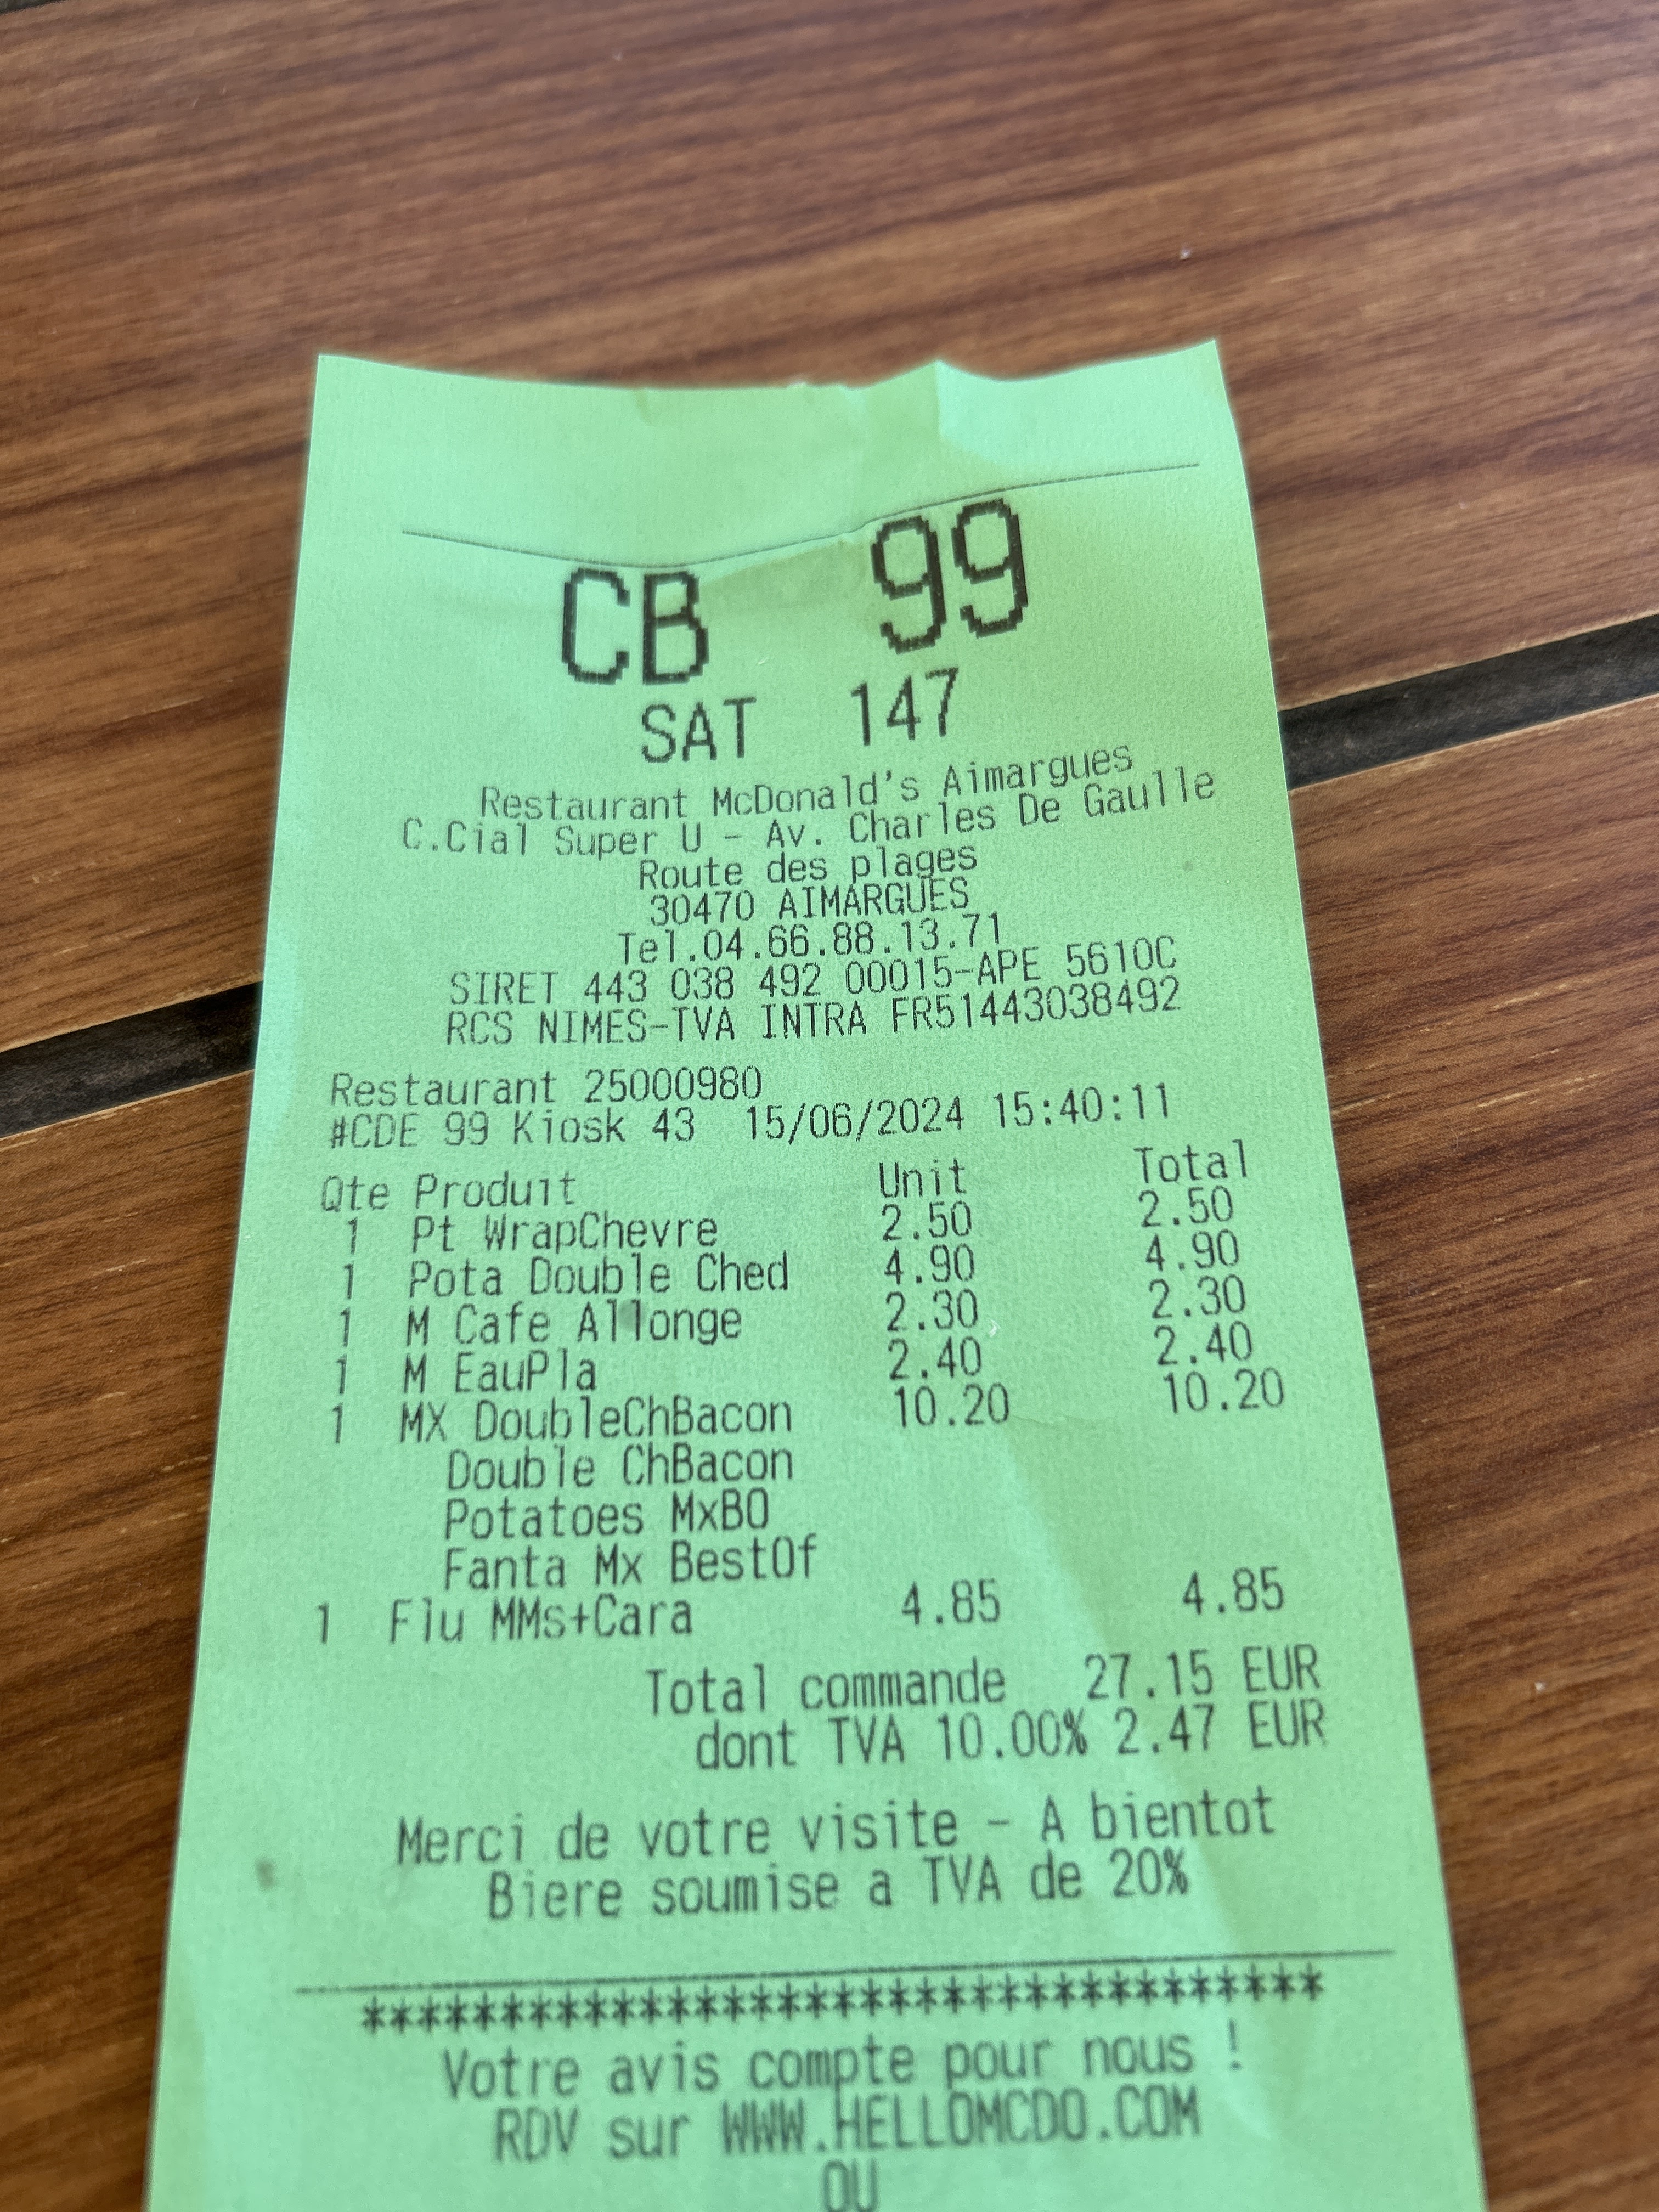 CB 99
SAT 147
Restaurant McDonald's Aimargues
C.Cial Super U - Av. Charles De Gaulle
Route des plages
30470 AIMARGUES
Tel.04.66.88.13.71
SIRET 443 038 492 00015-APE 5610C
RCS NIMES-TVA INTRA FR51443038492
Restaurant 25000980
#CDE 99 Kiosk 43 15/06/2024 15:40:11
Qte Produit Unit Total
1 Pt WrapChevre 2.50 2.50
1 Pota Double Ched 4.90 4.90
1 M Cafe Allonge 2.30 2.30
1 M EauPla 2.40 2.40
1 MX DoubleChBacon 10.20 10.20
Double ChBacon
Potatoes MxBO
Fanta Mx BestOf
1 Flu MMs+Cara 4.85 4.85
Total commande 27.15 EUR
dont TVA 10.00% 2.47 EUR
Merci de votre visite - A bientot
Biere soumise a TVA de 20%
***********************************
Votre avis compte pour nous !
RDV sur WWW.HELLOMCDO.COM
OU